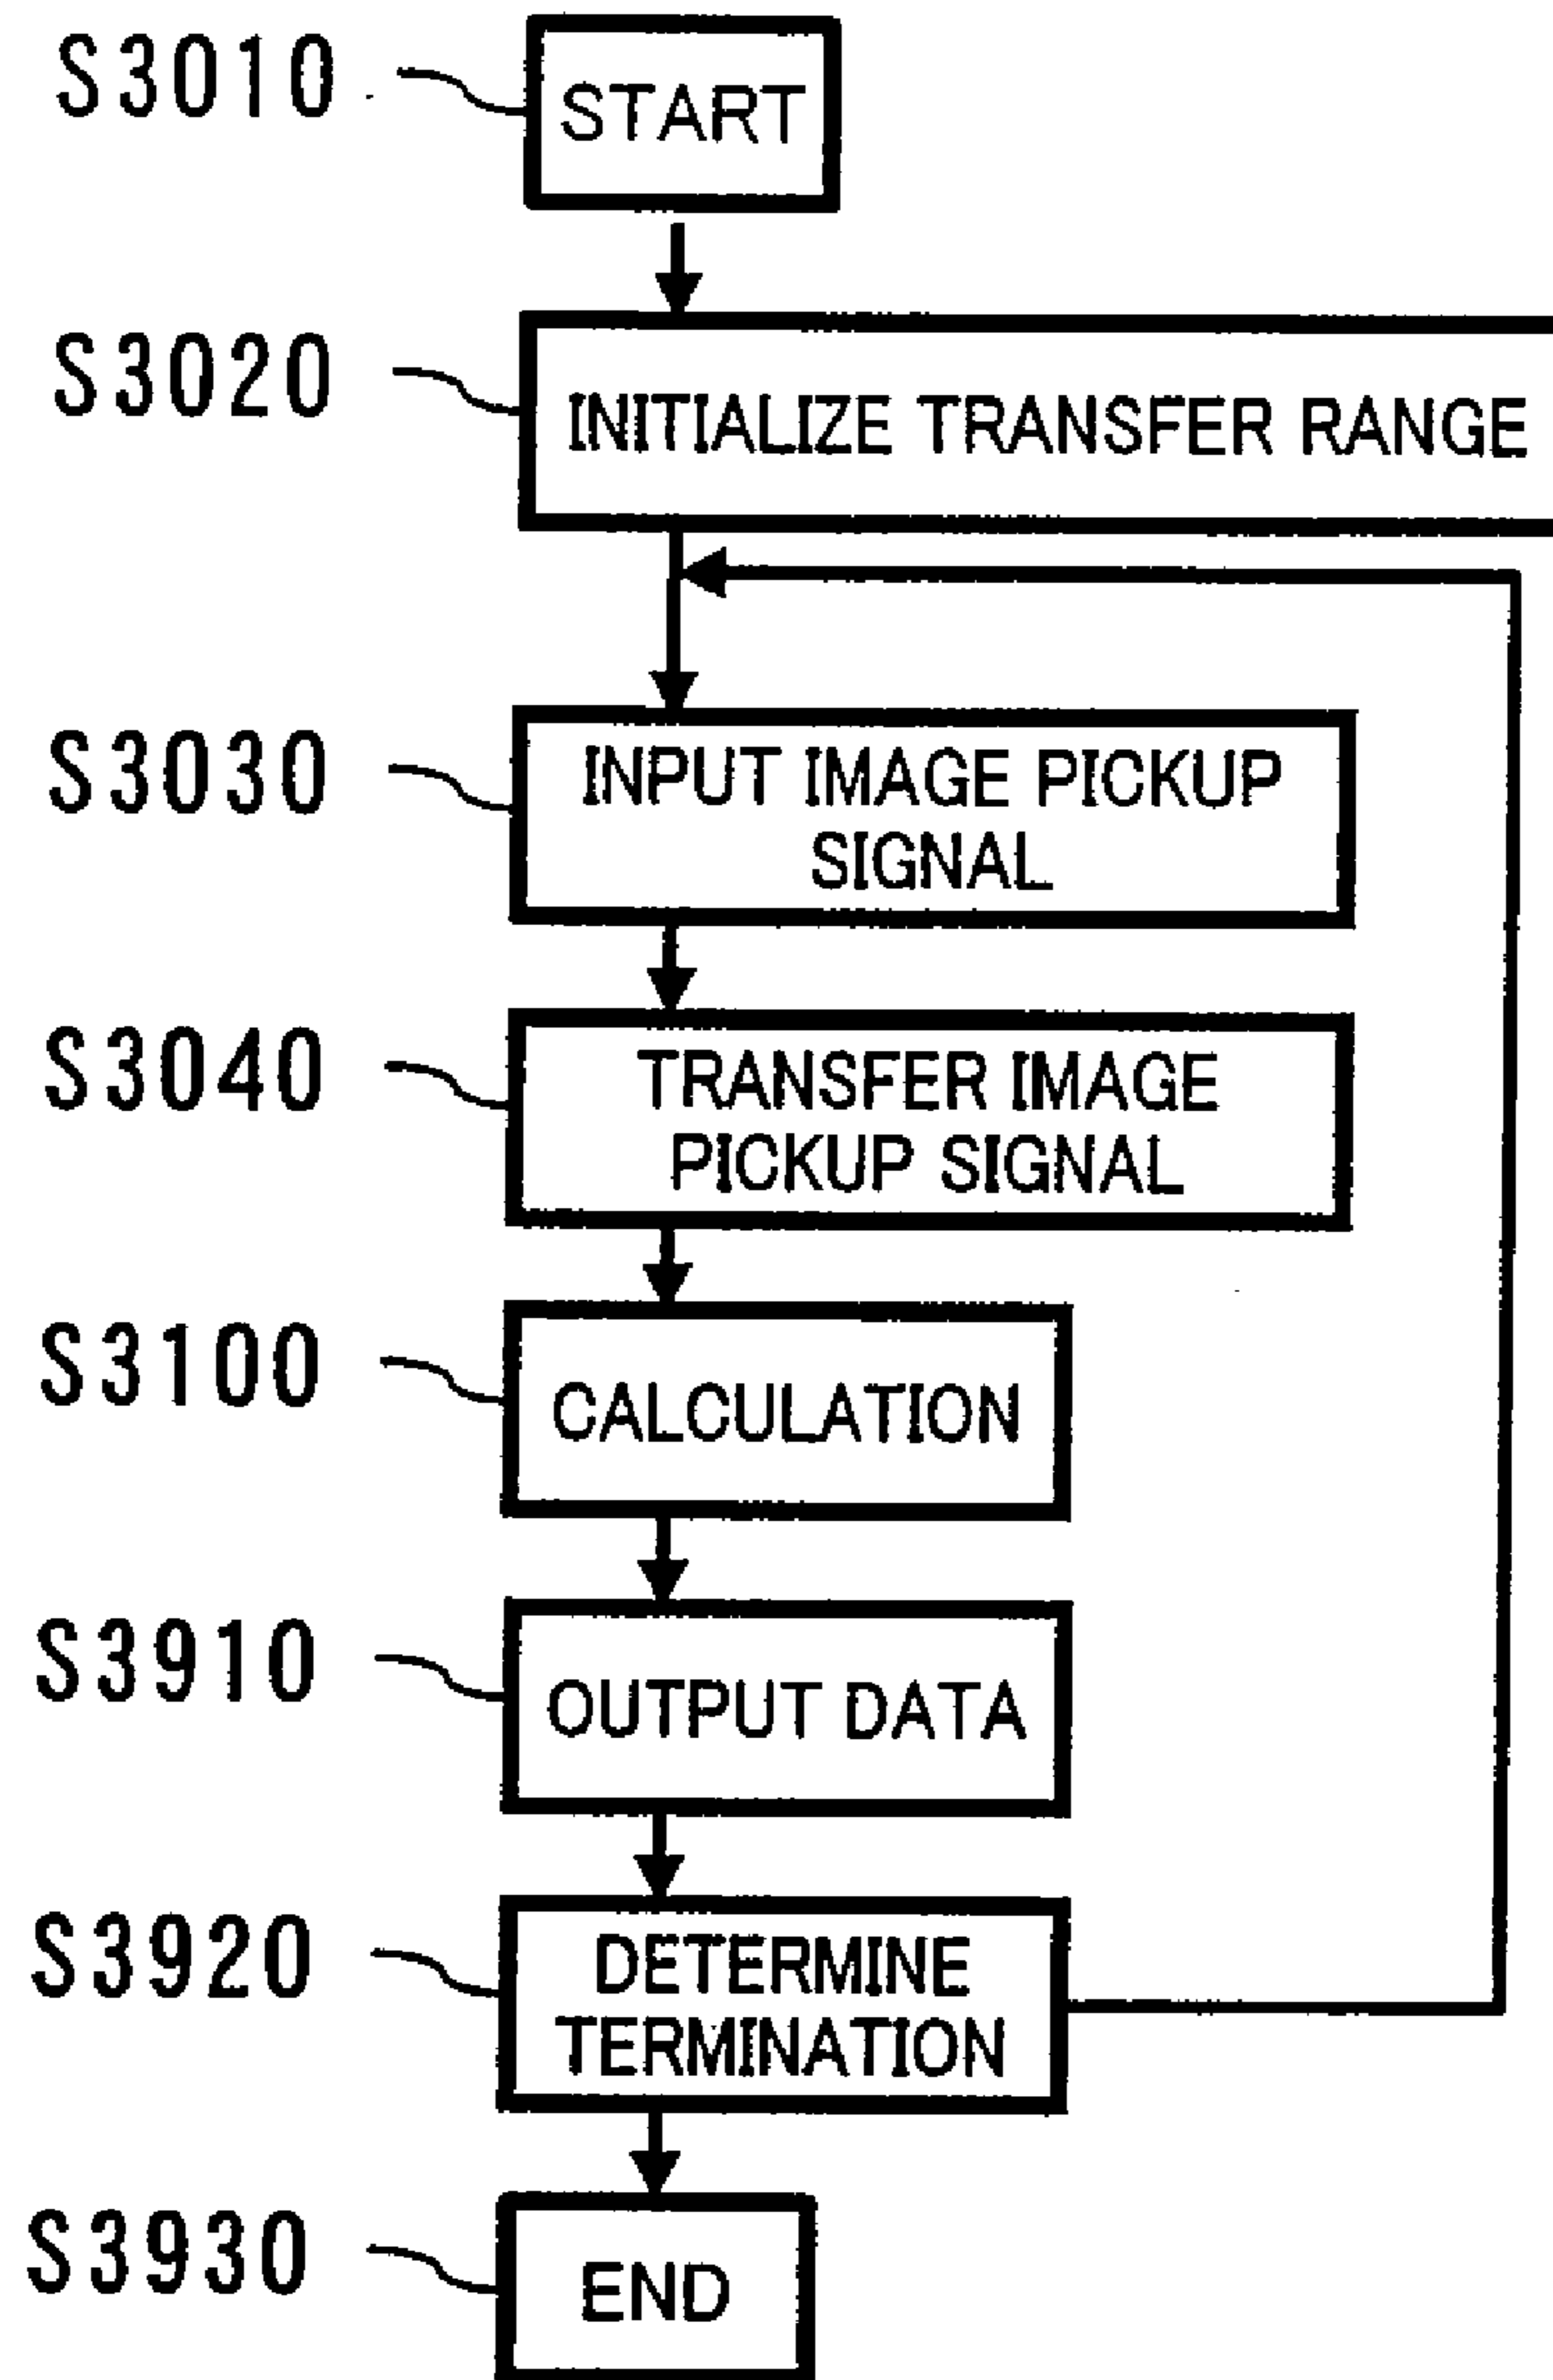 S3010
START
S3020
INITIALIZE TRANSFER RANGE
S3030
INPUT IMAGE PICKUP
SIGNAL
S3040
TRANSFER IMAGE
PICKUP SIGNAL
S3100
CALCULATION
S3910
OUTPUT DATA
S3920
DETERMINE
TERMINATION
S3930
END